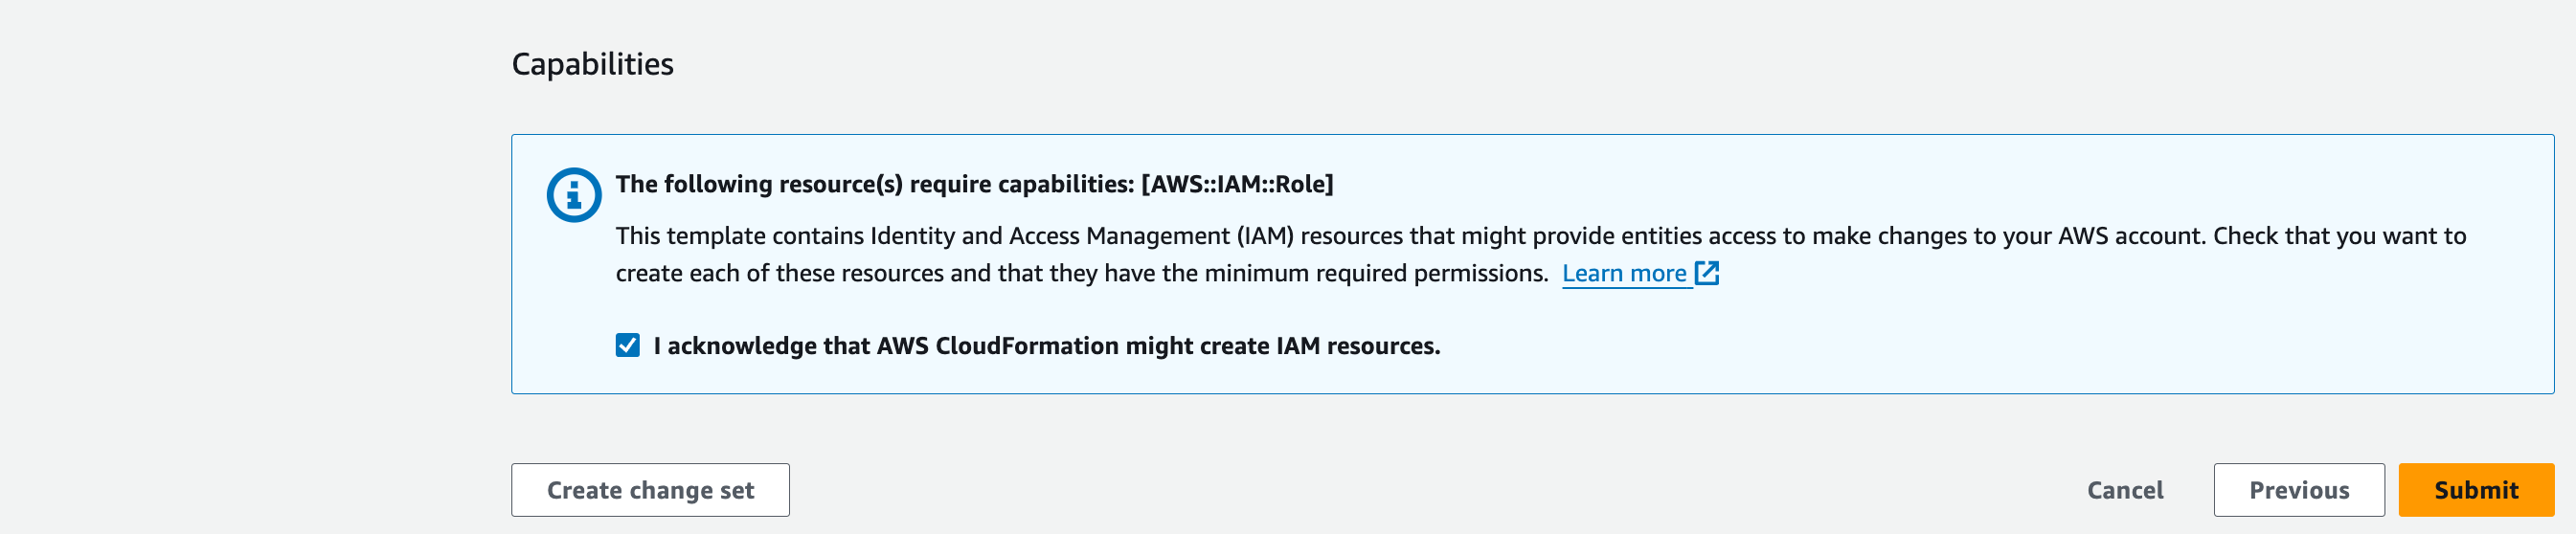 Capabilities
The following resource(s) require capabilities: [AWS::IAM::Role]
This template contains Identity and Access Management (IAM) resources that might provide entities access to make changes to your AWS account. Check that you want to
create each of these resources and that they have the minimum required permissions. Learn more
I acknowledge that AWS CloudFormation might create IAM resources.
Create change set
Cancel
Previous
Submit